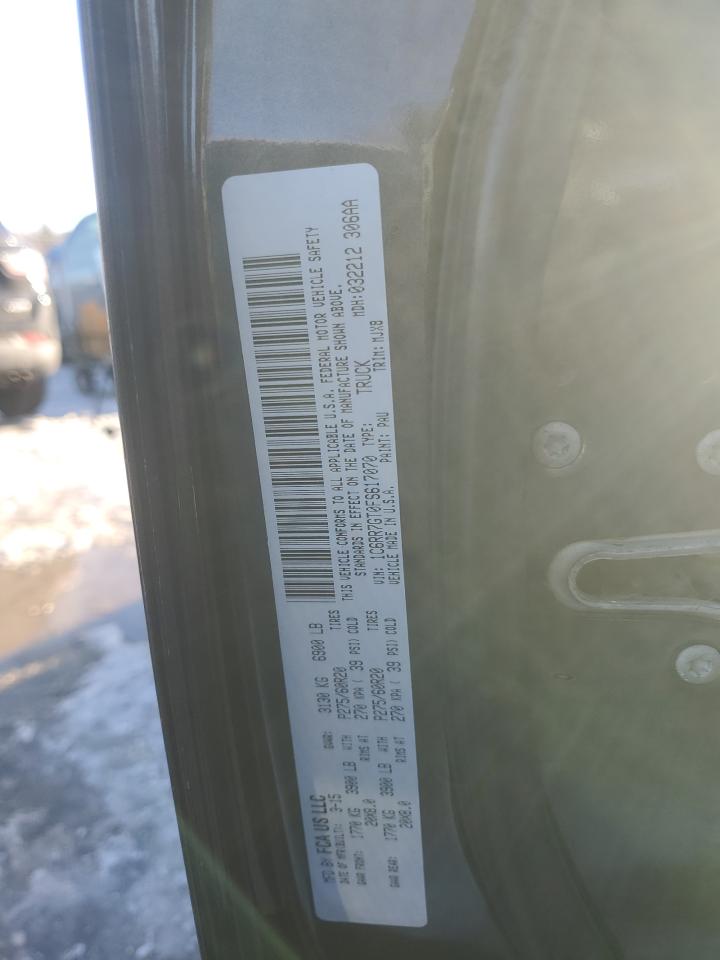 MFD BY FCA US LLC
DATE OF MFR(BUILT): 3-15 GVWR: 3130 KG 6900 LB
GAWR FRONT: 1770 KG 3900 LB WITH P275/60R20 TIRES
20X8.0 RIMS AT 270 KPA ( 39 PSI) COLD
GAWR REAR: 1770 KG 3900 LB WITH P275/60R20 TIRES
20X8.0 RIMS AT 270 KPA ( 39 PSI) COLD
THIS VEHICLE CONFORMS TO ALL APPLICABLE U.S.A. FEDERAL MOTOR VEHICLE SAFETY
STANDARDS IN EFFECT ON THE DATE OF MANUFACTURE SHOWN ABOVE.
VIN: 1C6RR7GT0FS617070 TYPE: TRUCK MDH:032212 306AA
VEHICLE MADE IN U.S.A. PAINT: PAU TRIM: MJX8